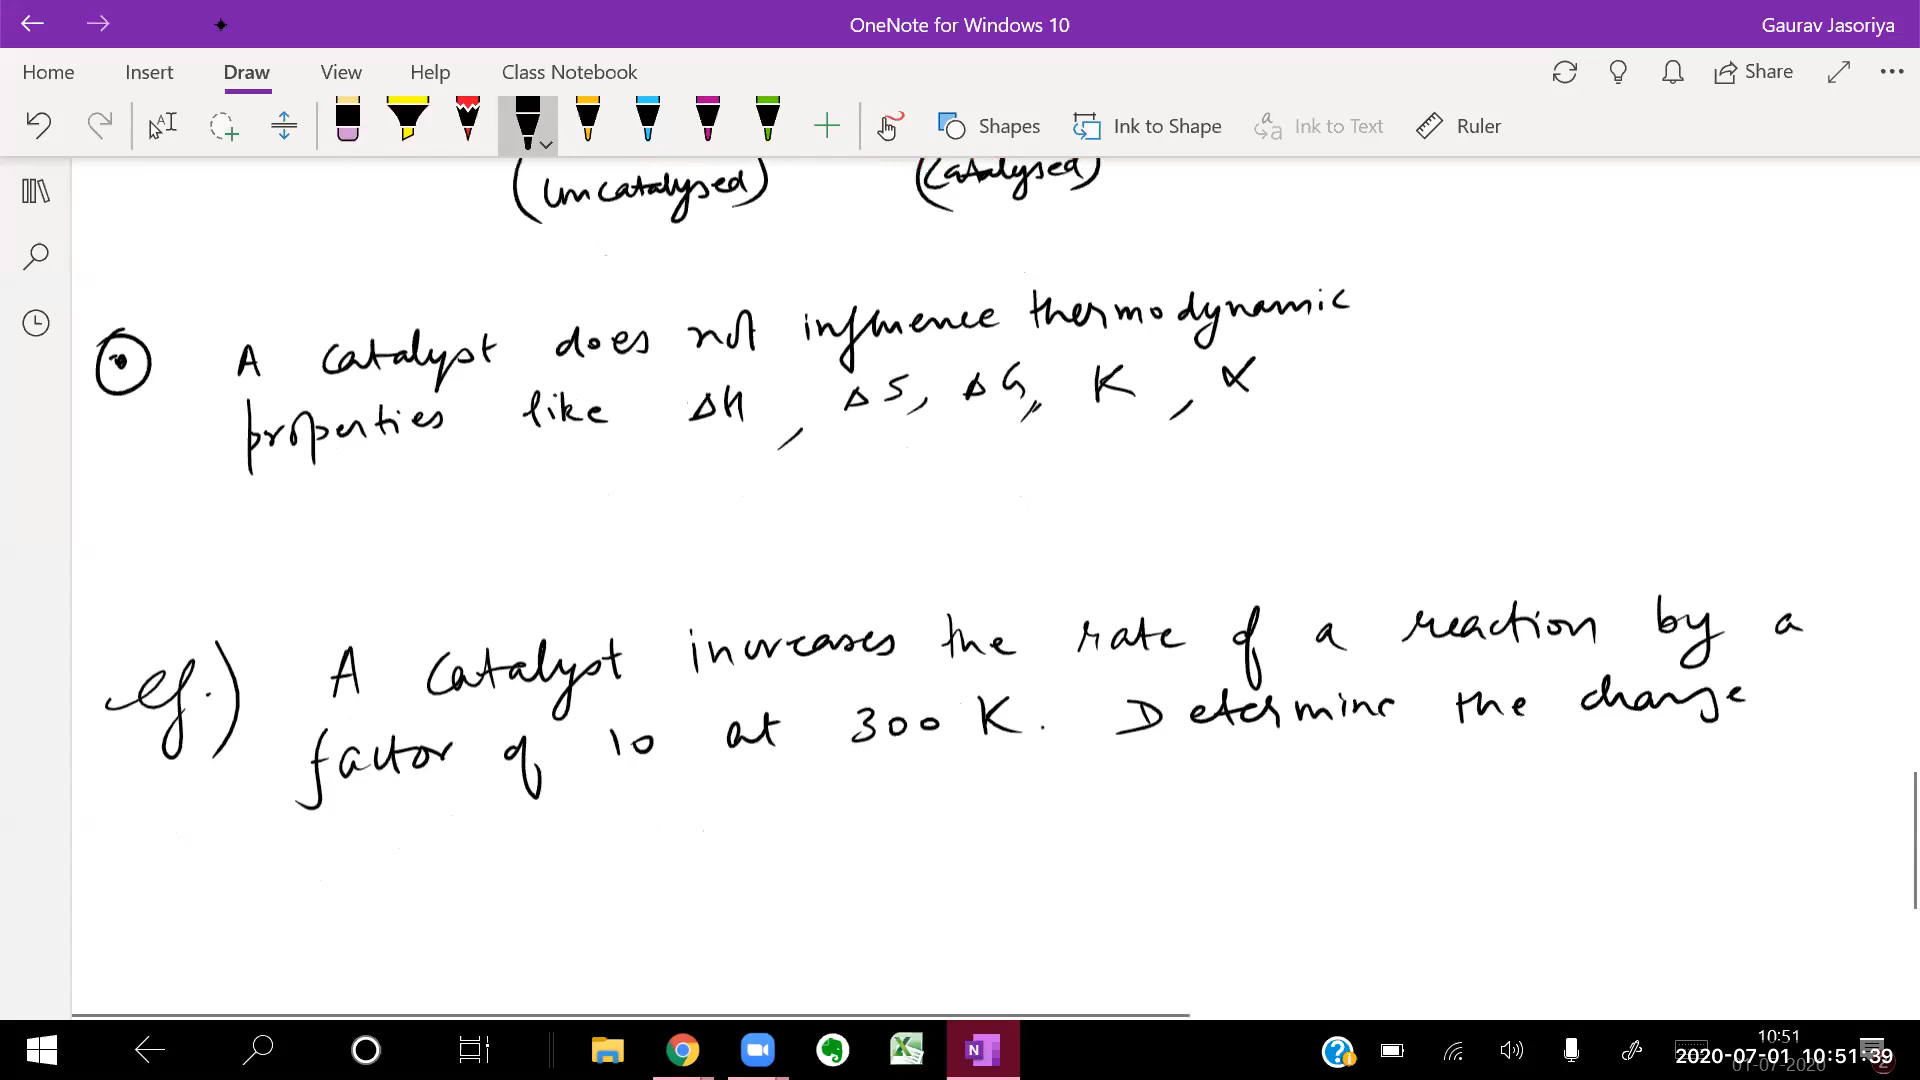 OneNote for Windows 10
Gaurav Jasoriya
Home Insert Draw View Help Class Notebook
Share
Shapes Ink to Shape Ink to Text Ruler
(Uncatalysed) (Catalysed)
A catalyst does not influence thermodynamic
properties like ΔH, ΔS, ΔG, K, α
eg.) A catalyst increases the rate of a reaction by a
factor of 10 at 300 K. Determine the change
10:51
2020-07-01 10:51:39
01-07-2020